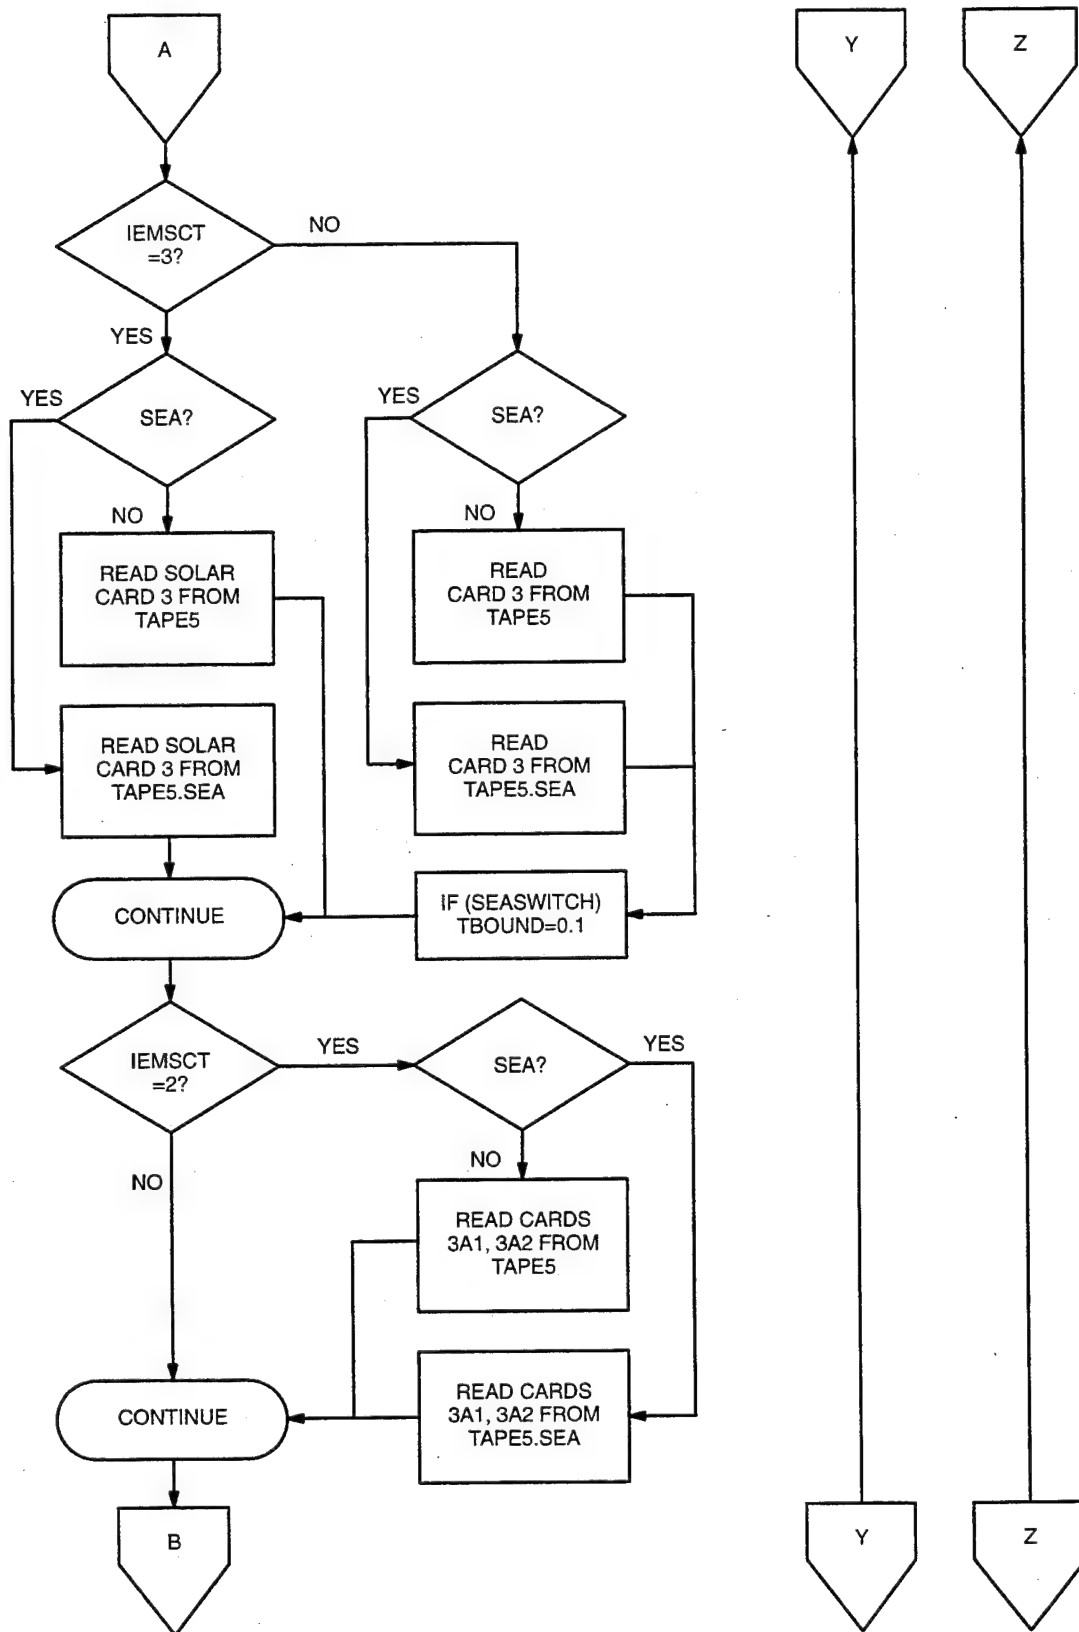 A
Y
Z
IEMSCT
=3?
NO
YES
YES
SEA?
YES
SEA?
NO
NO
READ SOLAR
CARD 3 FROM
TAPE5
READ
CARD 3 FROM
TAPE5
READ SOLAR
CARD 3 FROM
TAPE5.SEA
READ
CARD 3 FROM
TAPE5.SEA
CONTINUE
IF (SEASWITCH)
TBOUND=0.1
IEMSCT
=2?
YES
SEA?
YES
NO
NO
READ CARDS
3A1, 3A2 FROM
TAPE5
CONTINUE
READ CARDS
3A1, 3A2 FROM
TAPE5.SEA
B
Y
Z